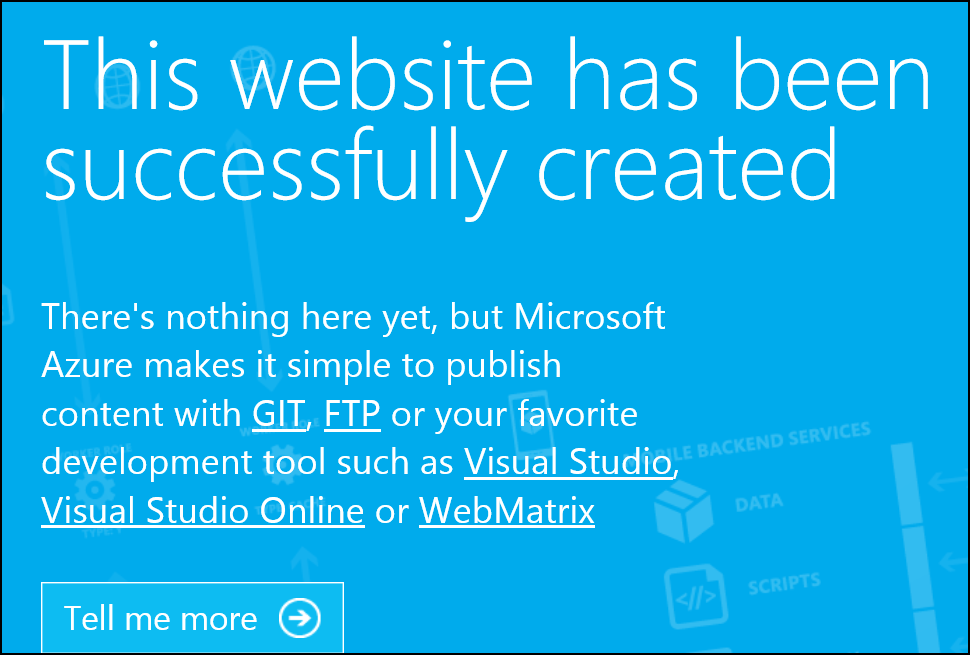 This website has been
successfully created
There's nothing here yet, but Microsoft
Azure makes it simple to publish
content with GIT, FTP or your favorite
development tool such as Visual Studio,
Visual Studio Online or WebMatrix
MOBILE BACKEND SERVICES
DATA
SCRIPTS
Tell me more